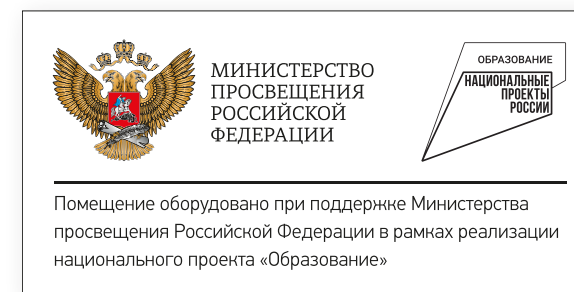 МИНИСТЕРСТВО
ПРОСВЕЩЕНИЯ
РОССИЙСКОЙ
ФЕДЕРАЦИИ
ОБРАЗОВАНИЕ
НАЦИОНАЛЬНЫЕ
ПРОЕКТЫ
РОССИИ
Помещение оборудовано при поддержке Министерства
просвещения Российской Федерации в рамках реализации
национального проекта «Образование»